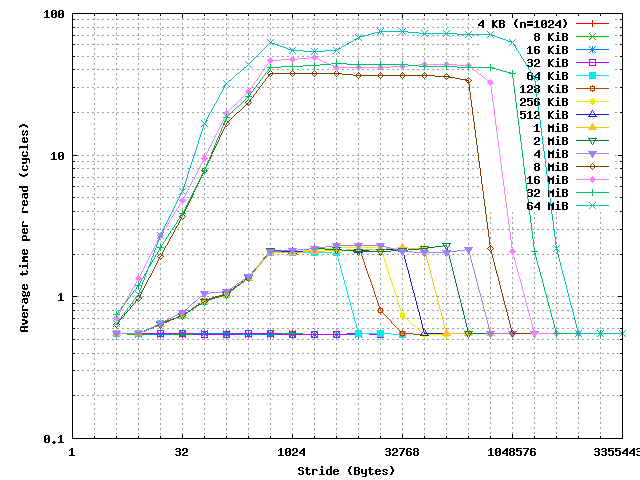 100
10
1
0.1
Average time per read (cycles)
4 KB (n=1024)
8 KiB
16 KiB
32 KiB
64 KiB
128 KiB
256 KiB
512 KiB
1 MiB
2 MiB
4 MiB
8 MiB
16 MiB
32 MiB
64 MiB
1 32 1024 32768 1048576 3355443
Stride (Bytes)